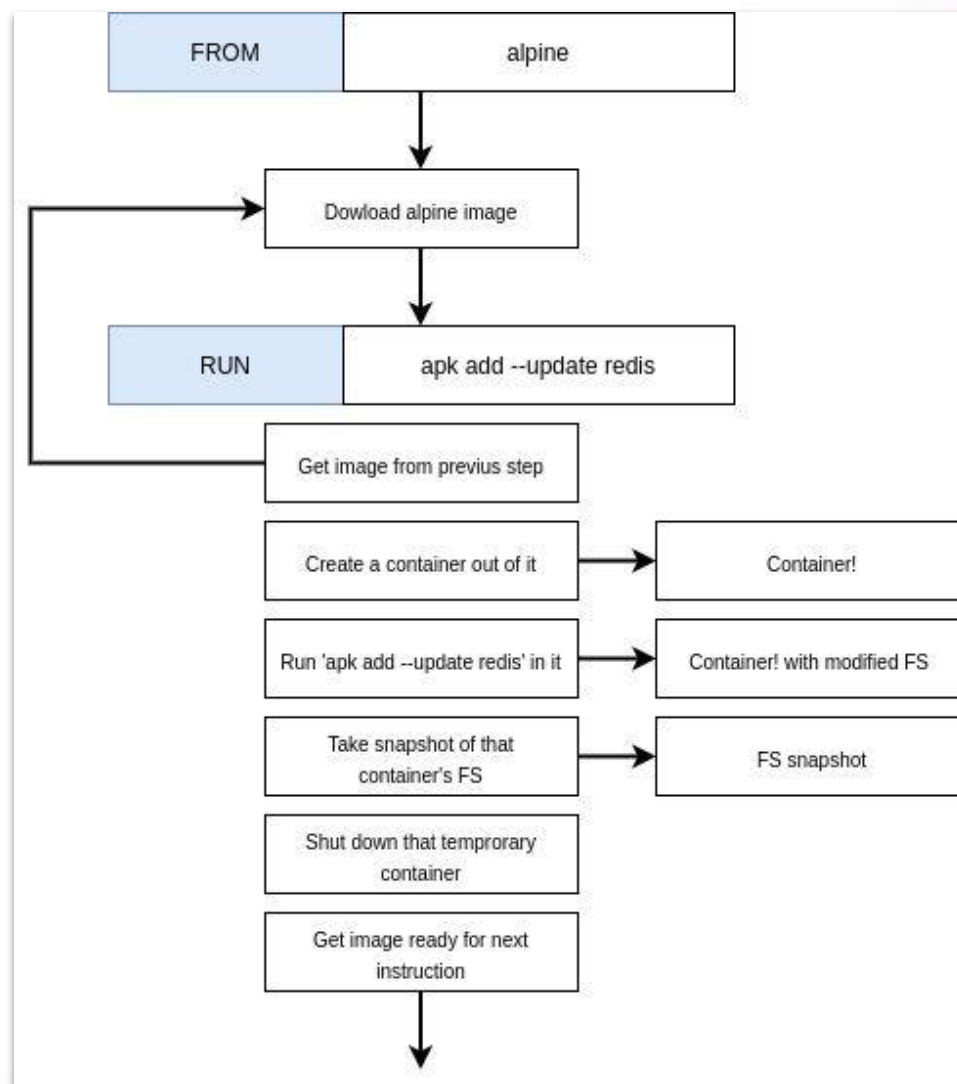 FROM
alpine
Dowload alpine image
RUN
apk add --update redis
Get image from previus step
Create a container out of it
Container!
Run 'apk add --update redis' in it
Container! with modified FS
Take snapshot of that
container's FS
FS snapshot
Shut down that temprorary
container
Get image ready for next
instruction